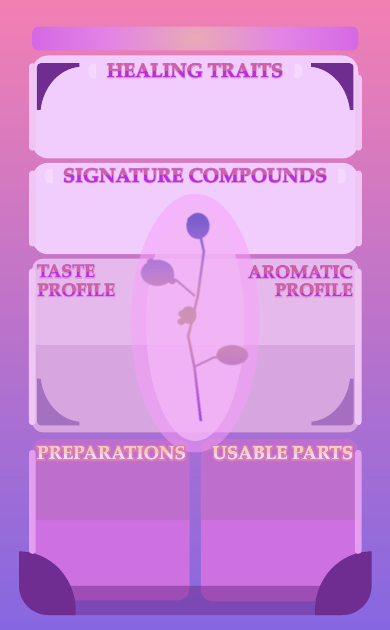 HEALING TRAITS
SIGNATURE COMPOUNDS
TASTE
PROFILE
AROMATIC
PROFILE
PREPARATIONS
USABLE PARTS